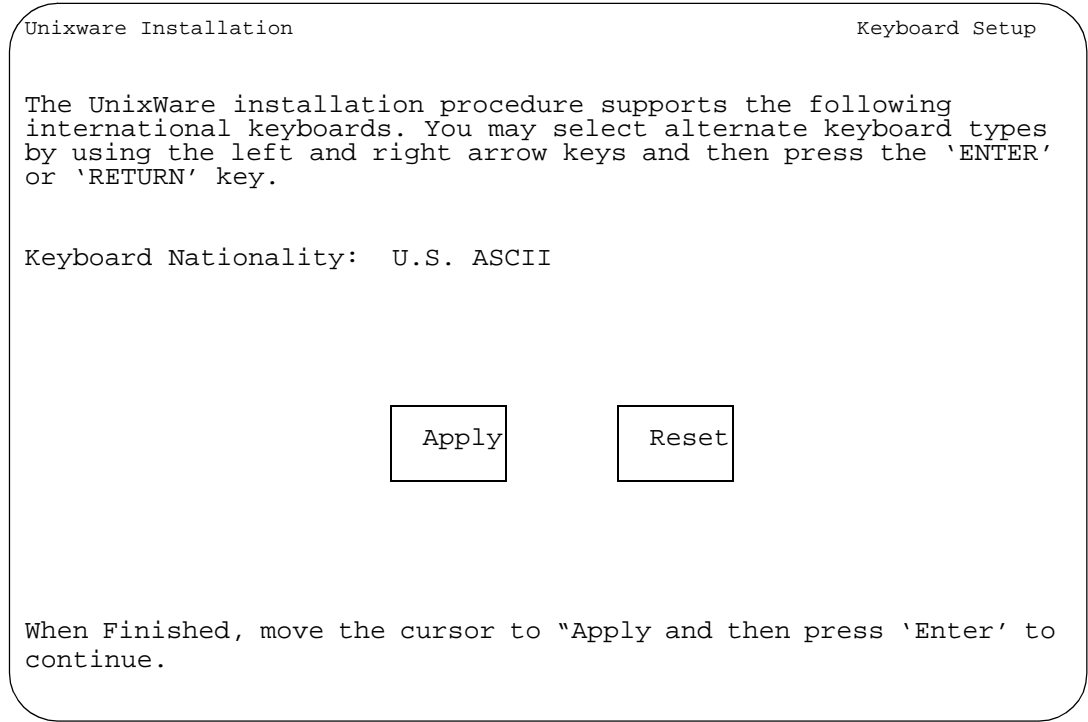 Unixware Installation Keyboard Setup
The UnixWare installation procedure supports the following
international keyboards. You may select alternate keyboard types
by using the left and right arrow keys and then press the ‘ENTER’
or ‘RETURN’ key.
Keyboard Nationality: U.S. ASCII
Apply Reset
When Finished, move the cursor to “Apply and then press ‘Enter’ to
continue.